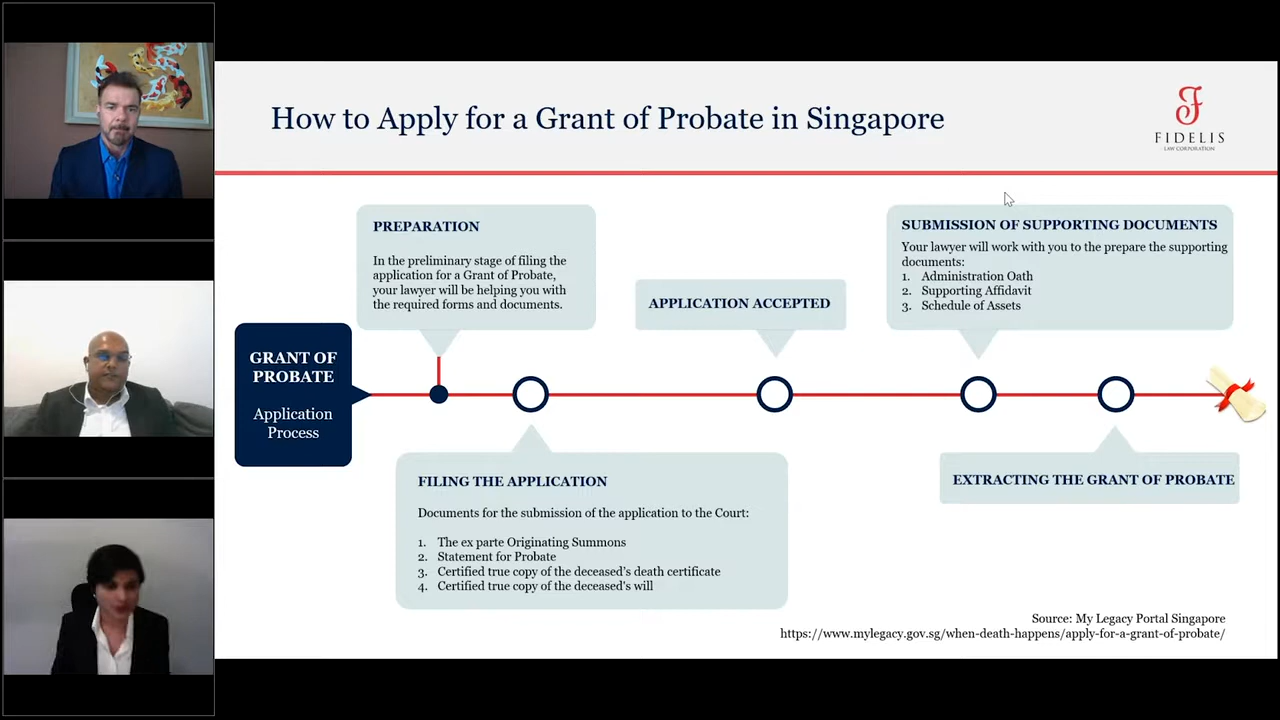 How to Apply for a Grant of Probate in Singapore
FIDELIS
LAW CORPORATION
GRANT OF
PROBATE
Application
Process
PREPARATION
In the preliminary stage of filing the
application for a Grant of Probate,
your lawyer will be helping you with
the required forms and documents.
FILING THE APPLICATION
Documents for the submission of the application to the Court:
1. The ex parte Originating Summons
2. Statement for Probate
3. Certified true copy of the deceased's death certificate
4. Certified true copy of the deceased's will
APPLICATION ACCEPTED
SUBMISSION OF SUPPORTING DOCUMENTS
Your lawyer will work with you to the prepare the supporting
documents:
1. Administration Oath
2. Supporting Affidavit
3. Schedule of Assets
EXTRACTING THE GRANT OF PROBATE
Source: My Legacy Portal Singapore
https://www.mylegacy.gov.sg/when-death-happens/apply-for-a-grant-of-probate/